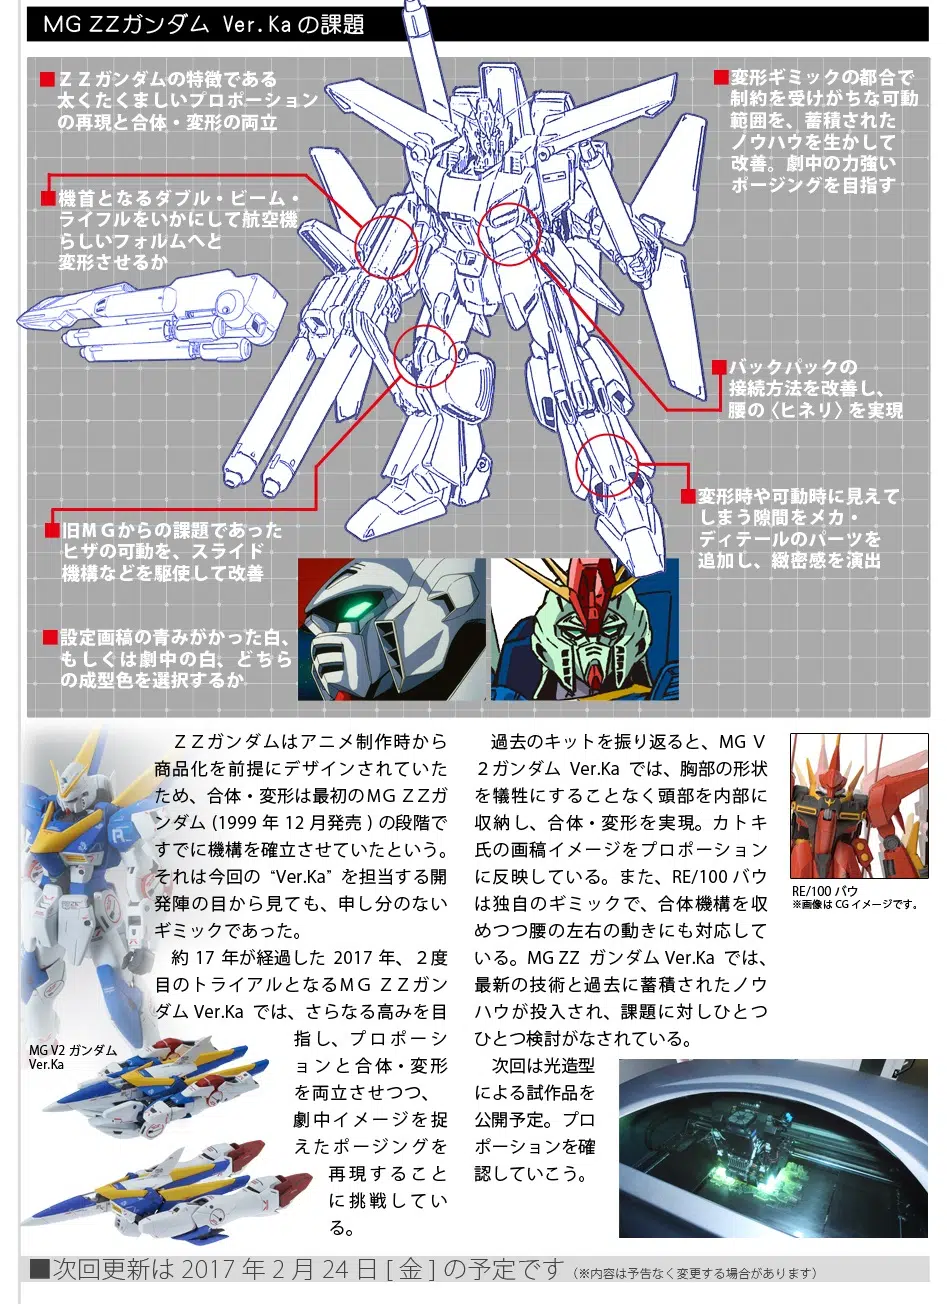 MG ZZガンダム Ver.Kaの課題
■ZZガンダムの特徴である
太くたくましいプロポーション
の再現と合体・変形の両立
■機首となるダブル・ビーム・
ライフルをいかにして航空機
らしいフォルムへと
変形させるか
■変形ギミックの都合で
制約を受けがちな可動
範囲を、蓄積された
ノウハウを生かして
改善。劇中の力強い
ポージングを目指す
■バックパックの
接続方法を改善し、
腰の〈ヒネリ〉を実現
■変形時や可動時に見えて
しまう隙間をメカ・
ディテールのパーツを
追加し、緻密感を演出
■旧MGからの課題であった
ヒザの可動を、スライド
機構などを駆使して改善
■設定画稿の青みがかった白、
もしくは劇中の白、どちら
の成型色を選択するか
ZZガンダムはアニメ制作時から
商品化を前提にデザインされていた
ため、合体・変形は最初のMG ZZガ
ンダム(1999年12月発売)の段階で
すでに機構を確立させていたという。
それは今回の“Ver.Ka”を担当する開
発陣の目から見ても、申し分のない
ギミックであった。
約17年が経過した2017年、2度
目のトライアルとなるMG ZZガン
ダムVer.Kaでは、さらなる高みを目
指し、プロポーシ
ョンと合体・変形
を両立させつつ、
劇中イメージを捉
えたポージングを
再現すること
に挑戦してい
る。
過去のキットを振り返ると、MG V
2ガンダム Ver.Kaでは、胸部の形状
を犠牲にすることなく頭部を内部に
収納し、合体・変形を実現。カトキ
氏の画稿イメージをプロポーション
に反映している。また、RE/100 バウ
は独自のギミックで、合体機構を収
めつつ腰の左右の動きにも対応して
いる。MG ZZ ガンダム Ver.Kaでは、
最新の技術と過去に蓄積されたノウ
ハウが投入され、課題に対しひとつ
ひとつ検討がなされている。
次回は光造型
による試作品を
公開予定。プロ
ポーションを確
認していこう。
RE/100 バウ
※画像はCGイメージです。
MG V2 ガンダム
Ver.Ka
■次回更新は2017年2月24日[金]の予定です (※内容は予告なく変更する場合があります)